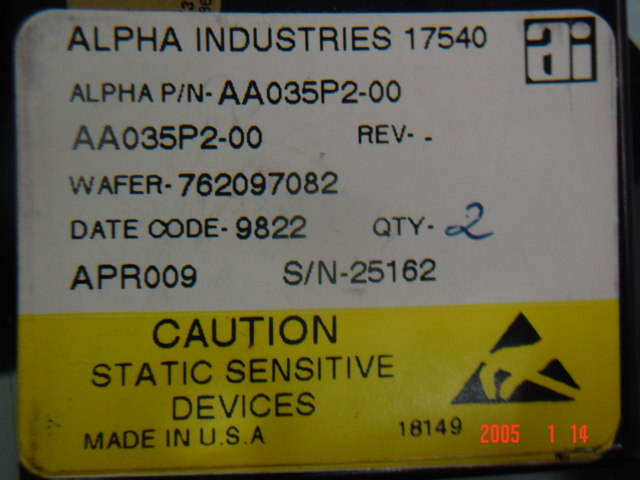 ALPHA INDUSTRIES 17540
ai
ALPHA P/N- AA035P2-00
AA035P2-00 REV- -
WAFER- 762097082
DATE CODE- 9822 QTY- 2
APR009 S/N-25162
CAUTION
STATIC SENSITIVE
DEVICES
MADE IN U.S.A 18149
2005 1 14